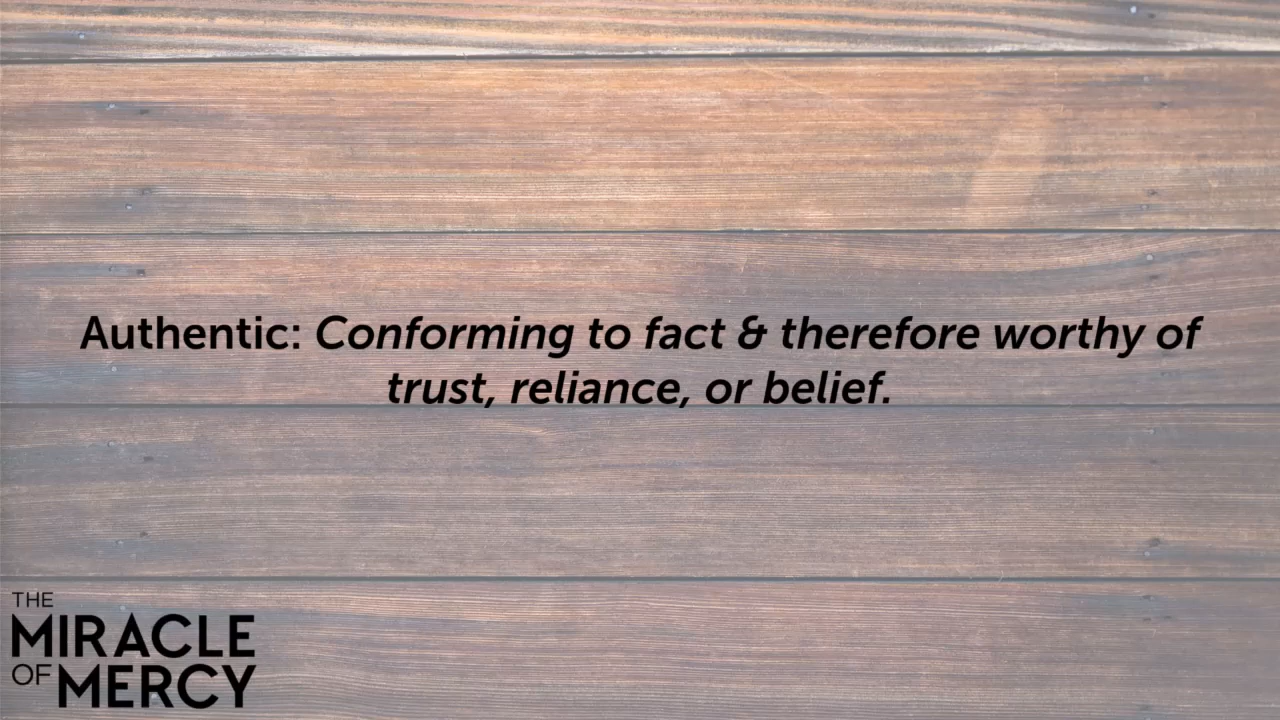 Authentic: Conforming to fact & therefore worthy of
trust, reliance, or belief.
THE
MIRACLE
OF MERCY